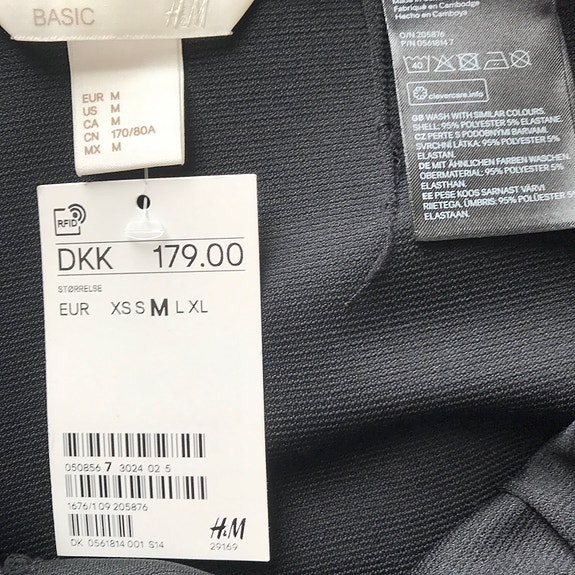 BASIC
H&M
EUR M
US M
CA M
CN 170/80A
MX M
Fabriqué en Cambodge
Hecho en Camboya
O/N 205876
P/N 0561814 7
40
clevercare.info
GB WASH WITH SIMILAR COLOURS.
SHELL: 95% POLYESTER 5% ELASTANE
CZ PERTE S PODOBNÝMI BARVAMI.
SVRCHNÍ LÁTKA: 95% POLYESTER 5%
ELASTAN.
DE MIT ÄHNLICHEN FARBEN WASCHEN.
OBERMATERIAL: 95% POLYESTER 5%
ELASTHAN.
EE PESE KOOS SARNAST VÄRVI
RIIETEGA. ÜMBRIS: 95% POLÜESTER 5%
ELASTAAN.
RFID
DKK 179.00
STØRRELSE
EUR XS S M L XL
050856 7 3024 02 5
1676/1 09 205876
DK 0561814 001 S14
H&M
29169